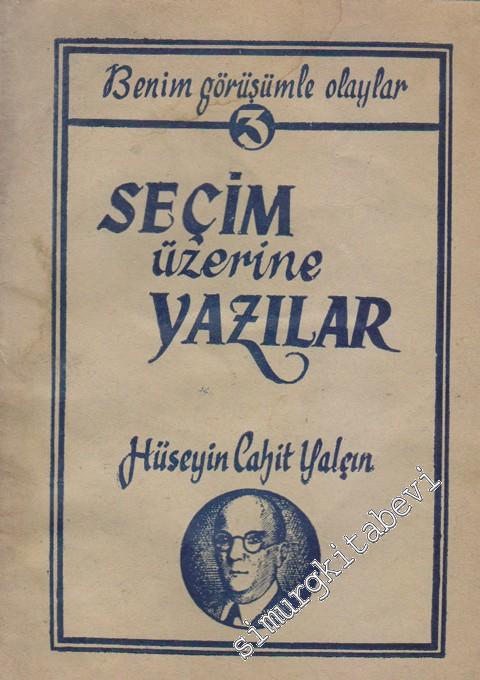 Benim görüşümle olaylar
3
SEÇİM
üzerine
YAZILAR
Hüseyin Cahit Yalçın
simurgkitabevi